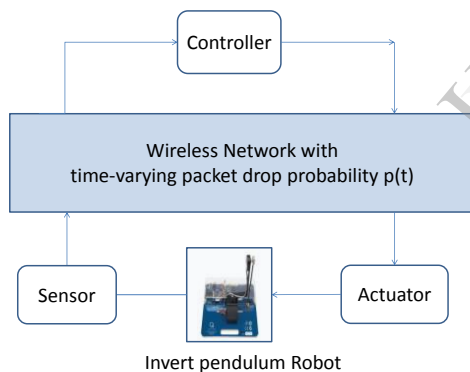 Controller
Wireless Network with
time-varying packet drop probability p(t)
Sensor
Actuator
Invert pendulum Robot